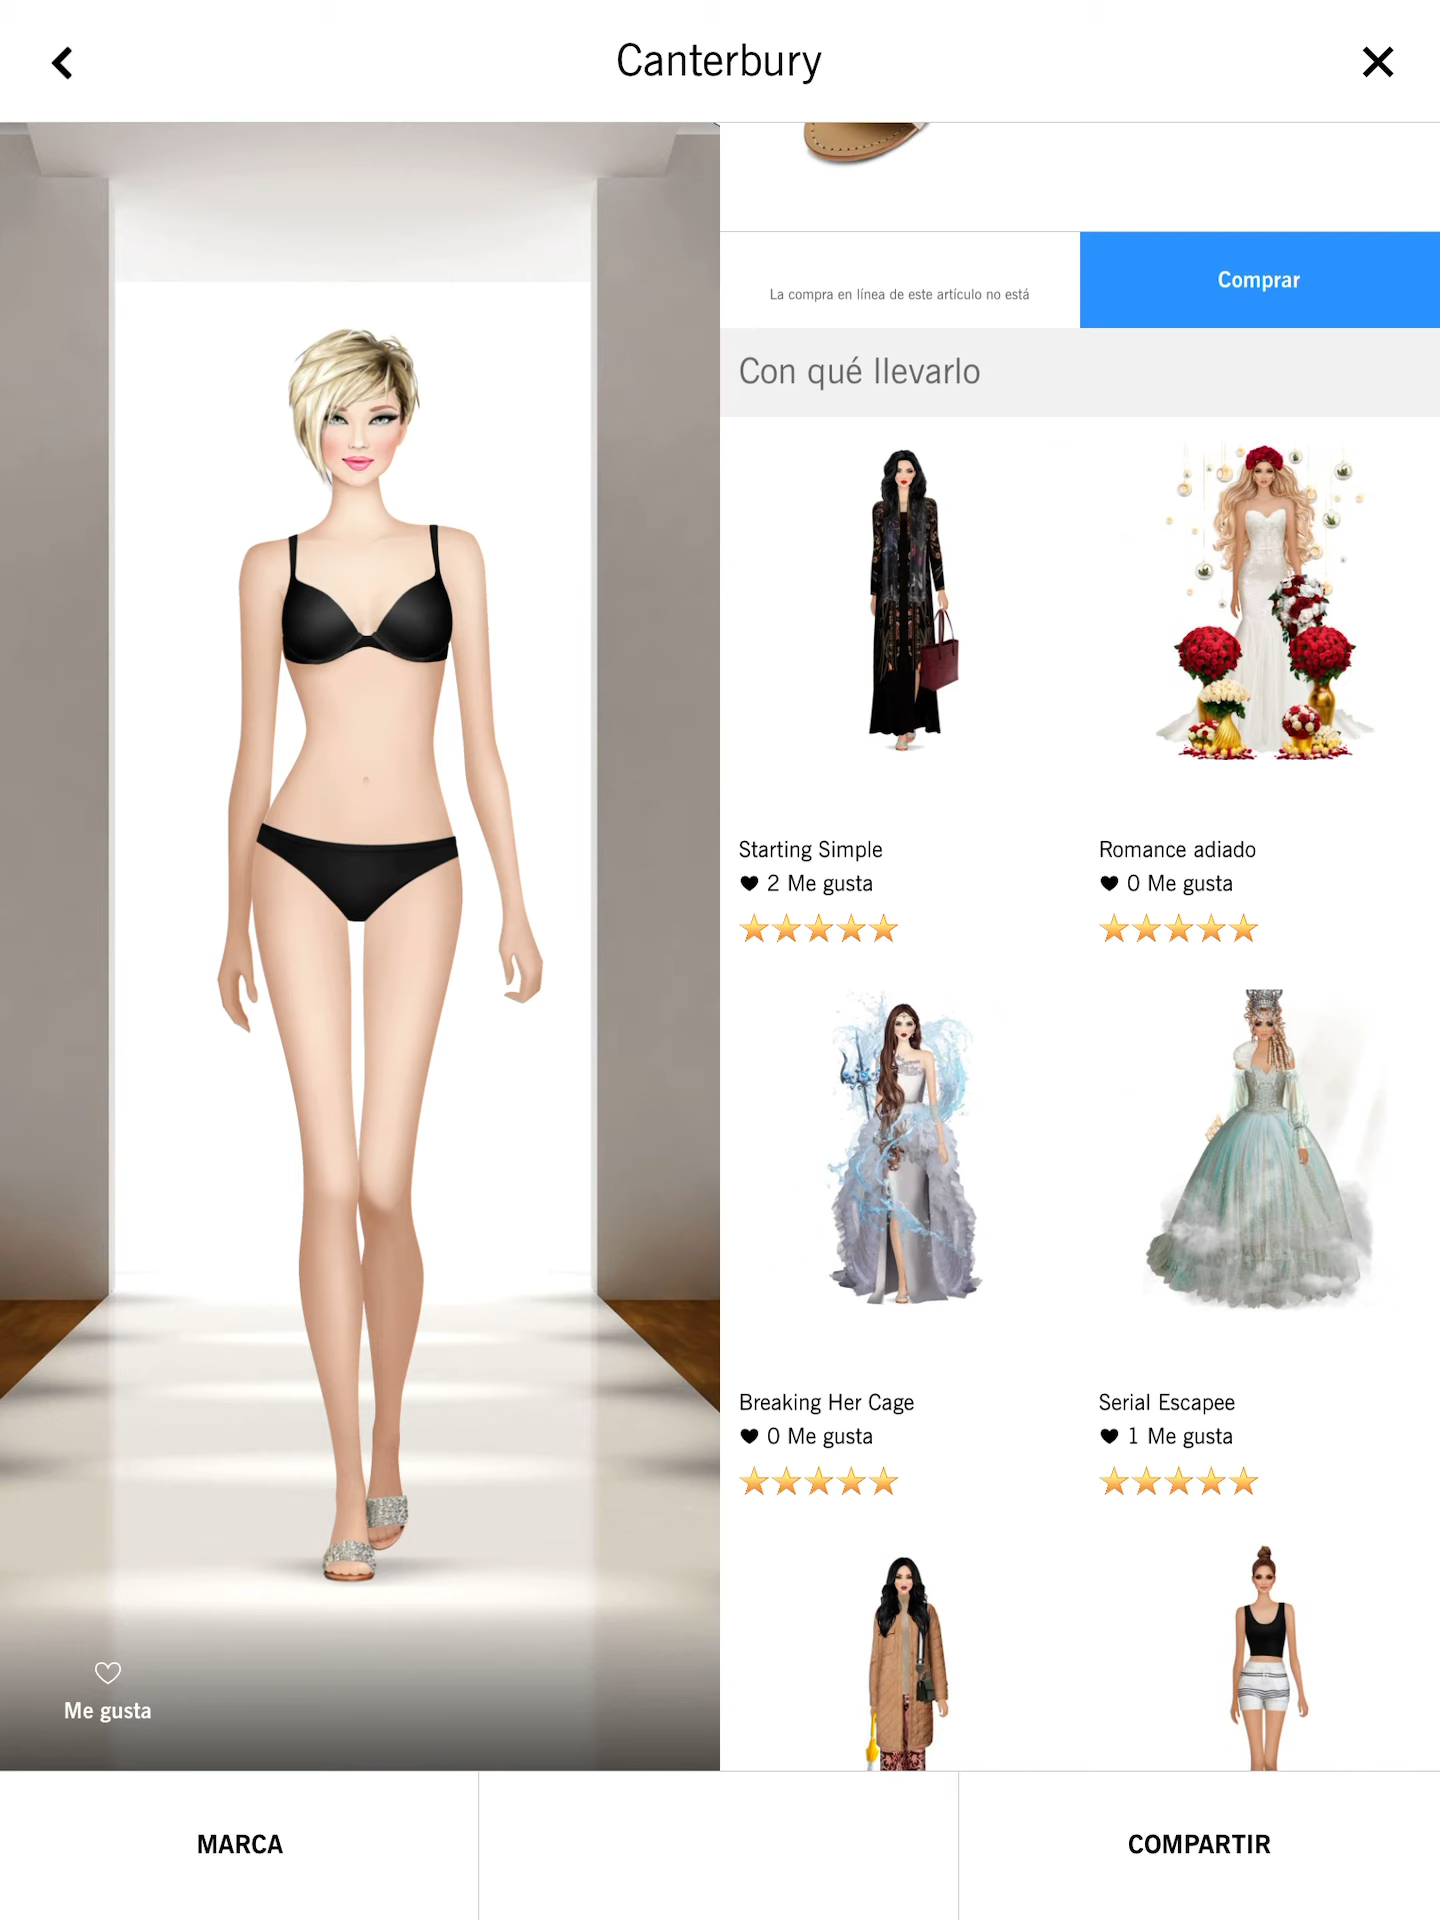 Canterbury
La compra en línea de este artículo no está
Comprar
Con qué llevarlo
Starting Simple
2 Me gusta
Romance adiado
0 Me gusta
Breaking Her Cage
0 Me gusta
Serial Escapee
1 Me gusta
Me gusta
MARCA
COMPARTIR